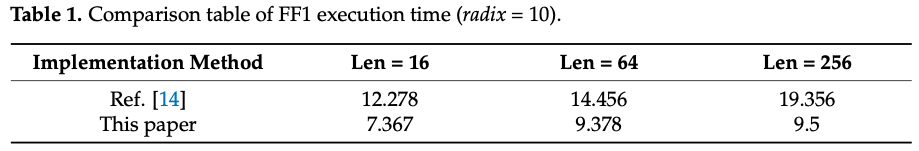 Table 1. Comparison table of FF1 execution time (radix = 10).
Implementation Method Len = 16 Len = 64 Len = 256
Ref. [14] 12.278 14.456 19.356
This paper 7.367 9.378 9.5